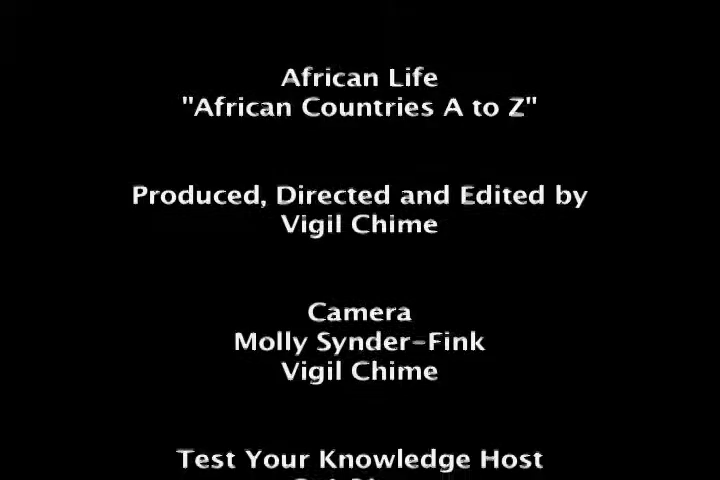 African Life
"African Countries A to Z"
Produced, Directed and Edited by
Vigil Chime
Camera
Molly Synder-Fink
Vigil Chime
Test Your Knowledge Host